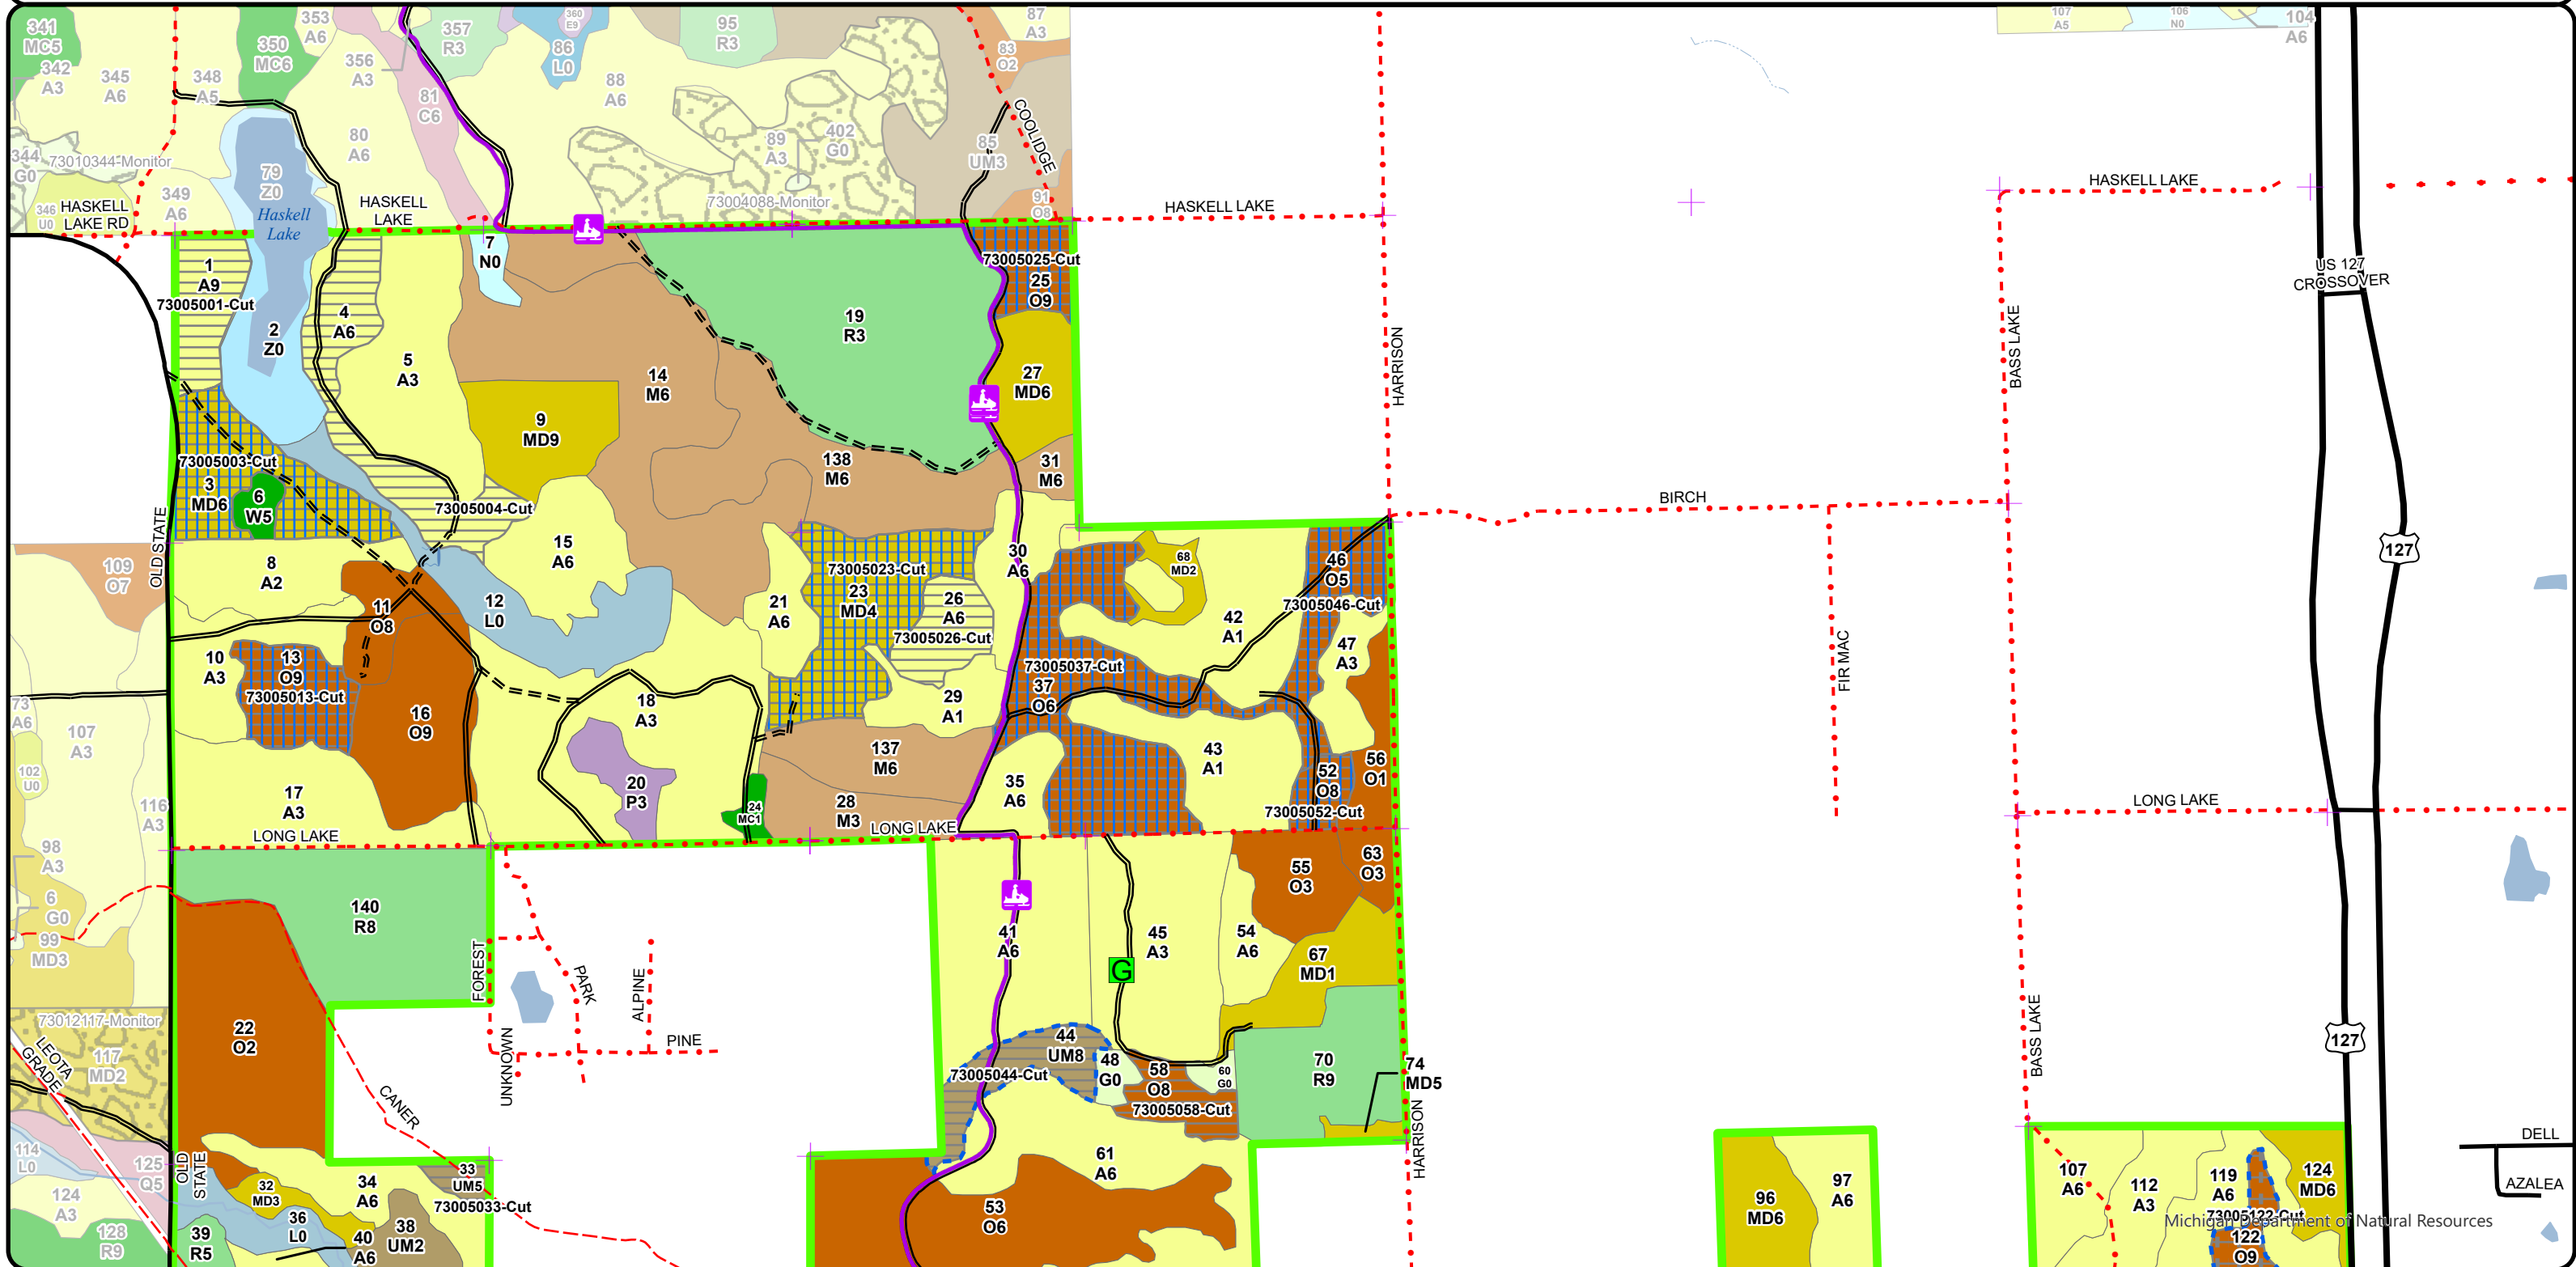 341
MC5
342
A3
345
A6
348
A5
350
MC6
353
A6
356
A3
357
R3
360
E9
86
L0
88
A6
95
R3
87
A3
83
O2
107
A5
106
N0
104
A6
81
C6
80
A6
79
Z0
Haskell
Lake
344
G0
73010344-Monitor
349
A6
346
U0
HASKELL
LAKE RD
HASKELL
LAKE
89
A3
402
G0
73004088-Monitor
85
UM3
COOLIDGE
91
O8
HASKELL LAKE
HASKELL LAKE
US 127
CROSSOVER
1
A9
73005001-Cut
2
Z0
4
A6
5
A3
7
N0
14
M6
19
R3
73005025-Cut
25
O9
27
MD6
HARRISON
BASS LAKE
9
MD9
73005003-Cut
3
MD6
6
W5
73005004-Cut
138
M6
31
M6
BIRCH
127
OLD STATE
109
O7
8
A2
15
A6
12
L0
11
O8
21
A6
73005023-Cut
23
MD4
26
A6
73005026-Cut
30
A6
68
MD2
42
A1
46
O5
73005046-Cut
47
A3
FIR MAC
10
A3
13
O9
73005013-Cut
16
O9
18
A3
29
A1
73005037-Cut
37
O6
73
A6
107
A3
102
U0
116
A3
17
A3
20
P3
24
MC1
137
M6
28
M3
35
A6
43
A1
52
O8
73005052-Cut
56
O1
LONG LAKE
LONG LAKE
LONG LAKE
98
A3
6
G0
99
MD3
140
R8
55
O3
63
O3
41
A6
45
A3
G
54
A6
67
MD1
FOREST
PARK
ALPINE
PINE
UNKNOWN
73012117-Monitor
LEOTA
GRADE
117
MD2
22
O2
CANER
44
UM8
73005044-Cut
48
G0
58
O8
73005058-Cut
60
G0
70
R9
74
MD5
HARRISON
BASS LAKE
127
DELL
AZALEA
114
L0
125
Q5
OLD
STATE
124
A3
128
R9
32
MD3
34
A6
33
UM5
73005033-Cut
36
L0
38
UM2
39
R5
40
A6
61
A6
53
O6
96
MD6
97
A6
107
A6
112
A3
119
A6
124
MD6
73005122-Cut
122
O9
Michigan Department of Natural Resources